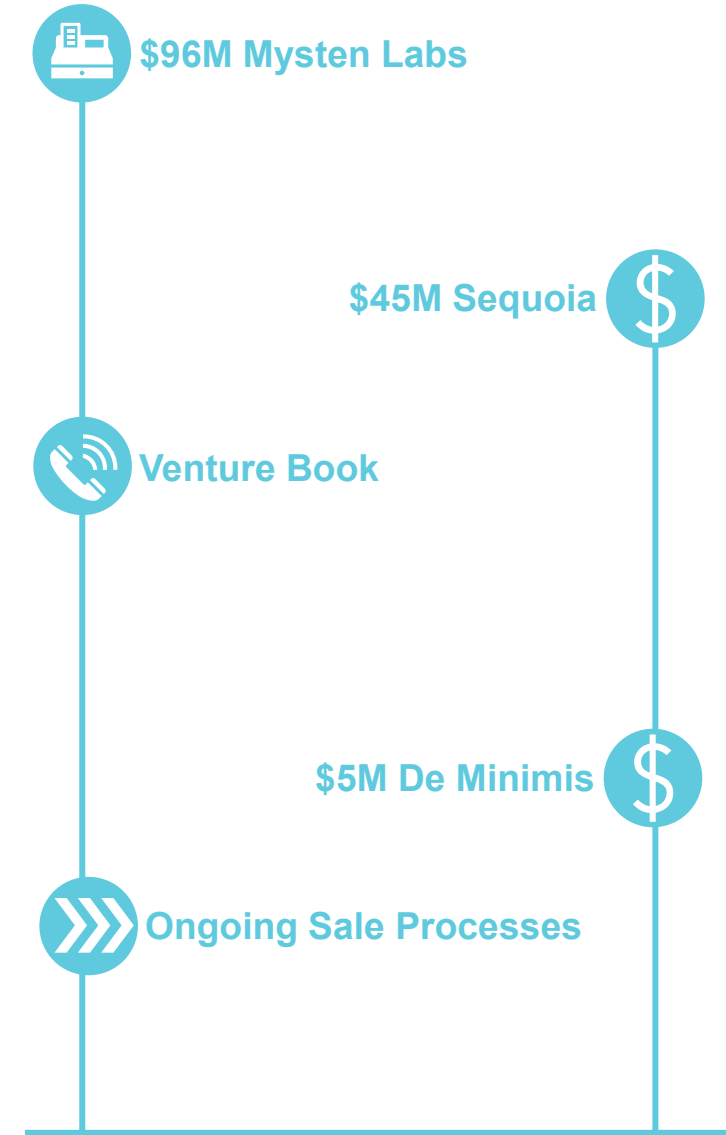 $96M Mysten Labs
$45M Sequoia
Venture Book
$5M De Minimis
Ongoing Sale Processes